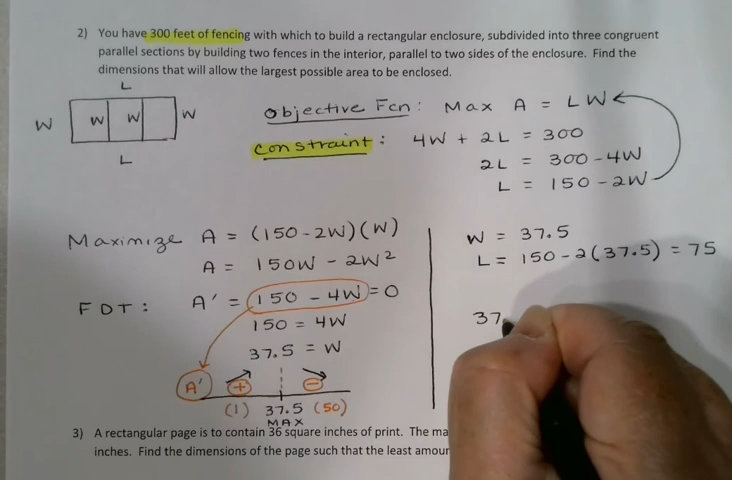 2) You have 300 feet of fencing with which to build a rectangular enclosure, subdivided into three congruent
parallel sections by building two fences in the interior, parallel to two sides of the enclosure. Find the
dimensions that will allow the largest possible area to be enclosed.
L
W W W W
L
Objective Fcn: Max A = LW
Constraint: 4W + 2L = 300
2L = 300 - 4W
L = 150 - 2W
Maximize A = (150 - 2W)(W)
A = 150W - 2W²
FDT: A' = 150 - 4W = 0
150 = 4W
37.5 = W
A' + −
(1) 37.5 (50)
MAX
W = 37.5
L = 150 - 2(37.5) = 75
37.
3) A rectangular page is to contain 36 square inches of print. The
inches. Find the dimensions of the page such that the least